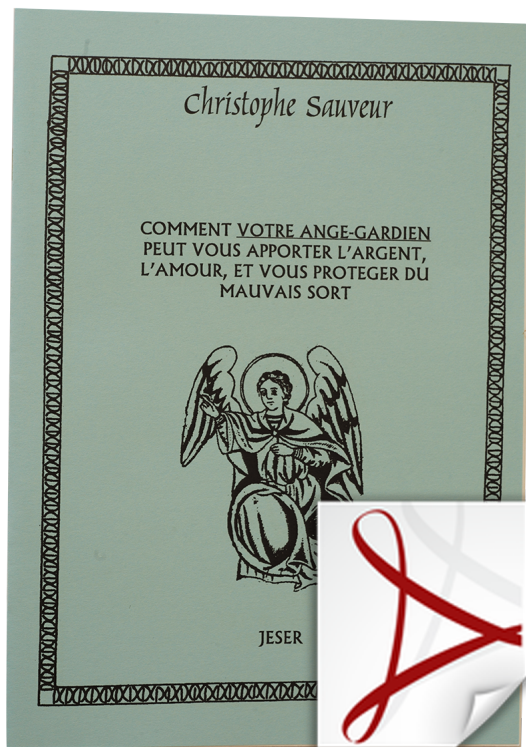 Christophe Sauveur
COMMENT VOTRE ANGE-GARDIEN
PEUT VOUS APPORTER L'ARGENT,
L'AMOUR, ET VOUS PROTEGER DU
MAUVAIS SORT
JESER